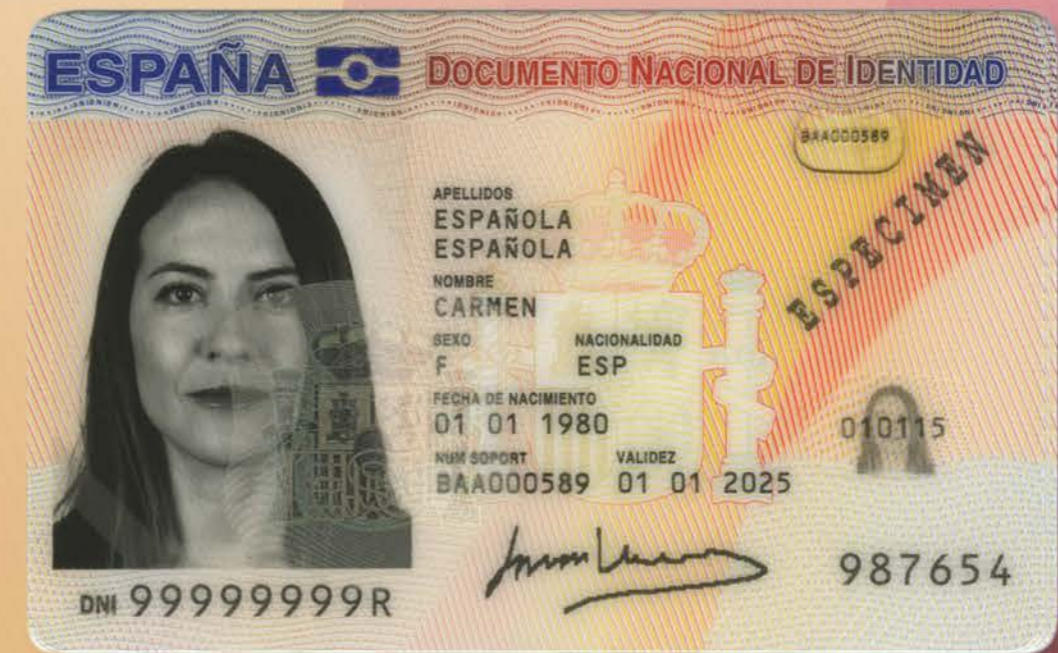 ESPAÑA DOCUMENTO NACIONAL DE IDENTIDAD
BAA000589
ESPECIMEN
APELLIDOS
ESPAÑOLA
ESPAÑOLA
NOMBRE
CARMEN
SEXO NACIONALIDAD
F ESP
FECHA DE NACIMIENTO
01 01 1980
010115
NUM SOPORT VALIDEZ
BAA000589 01 01 2025
987654
DNI 99999999R